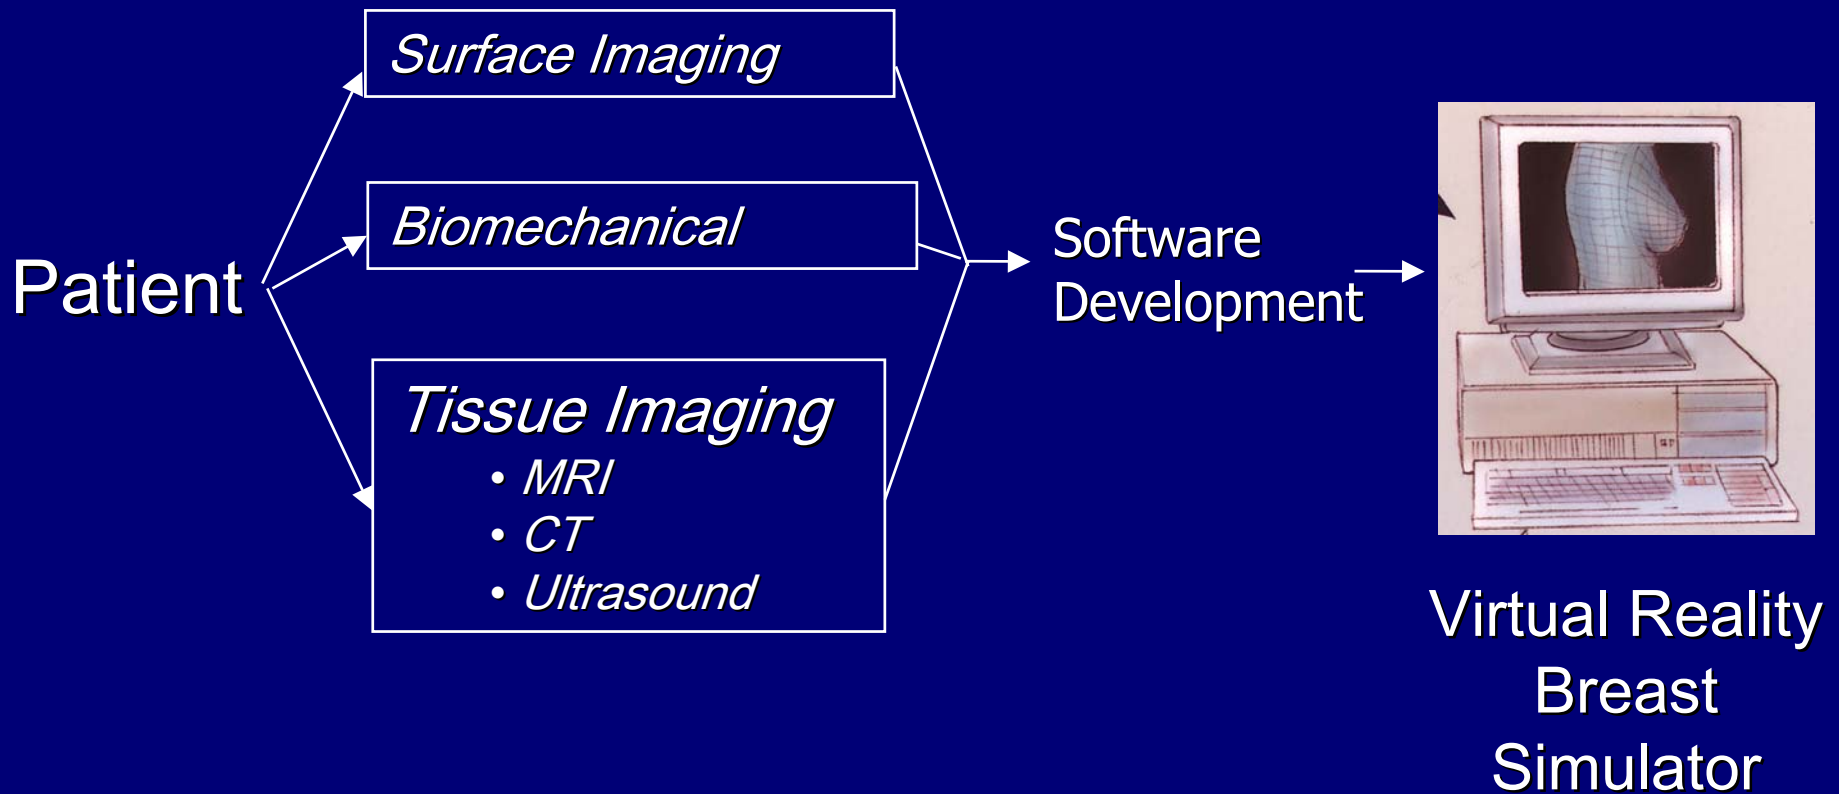 Patient
Surface Imaging
Biomechanical
Tissue Imaging
• MRI
• CT
• Ultrasound
Software
Development
Virtual Reality
Breast
Simulator